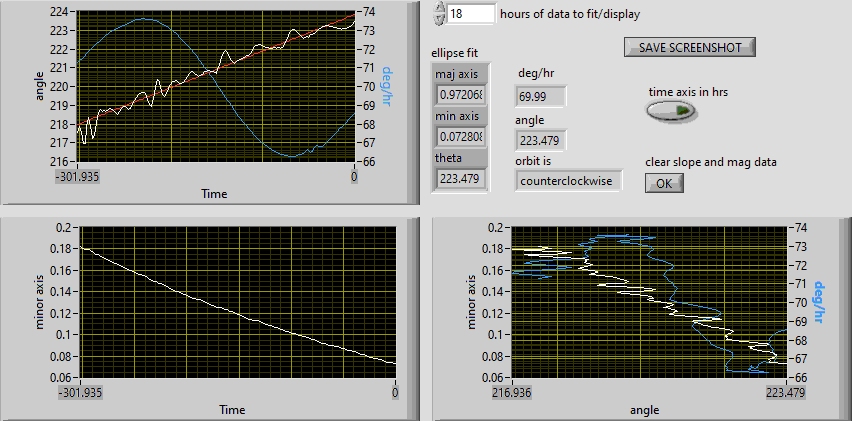 18 hours of data to fit/display
SAVE SCREENSHOT
224
223
222
221
220
219
218
217
216
angle
74
73
72
71
70
69
68
67
66
deg/hr
-301.935
0
Time
ellipse fit
maj axis
0.972068
min axis
0.072808
theta
223.479
deg/hr
69.99
angle
223.479
orbit is
counterclockwise
time axis in hrs
clear slope and mag data
OK
0.2
0.18
0.16
0.14
0.12
0.1
0.08
0.06
minor axis
-301.935
0
Time
0.2
0.18
0.16
0.14
0.12
0.1
0.08
0.06
minor axis
74
73
72
71
70
69
68
67
66
deg/hr
216.936
223.479
angle